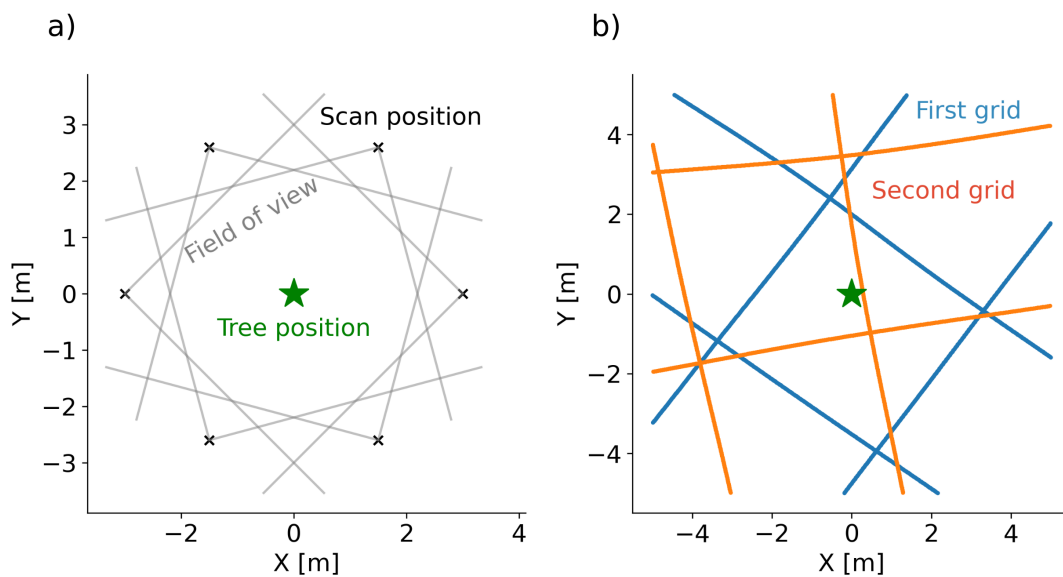 a)
Scan position
Field of view
Tree position
Y [m]
3
2
1
0
−1
−2
−3
−2
0
2
4
X [m]
b)
First grid
Second grid
Y [m]
4
2
0
−2
−4
−4
−2
0
2
4
X [m]